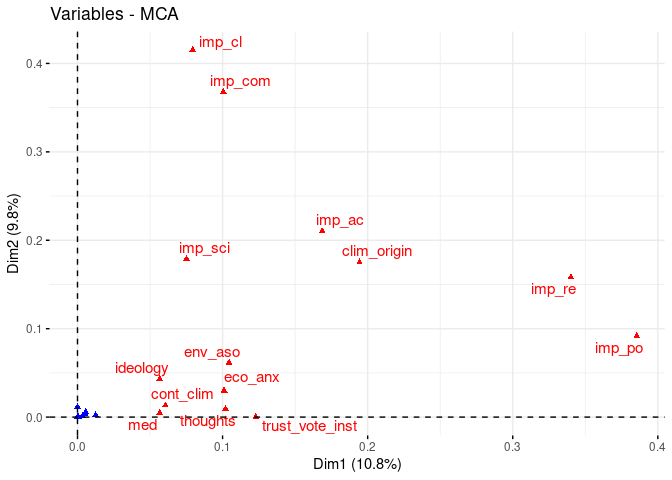 Variables - MCA
imp_cl
0.4
imp_com
0.3
imp_ac
0.2
imp_sci
clim_origin
imp_re
0.1
imp_po
env_aso
ideology
eco_anx
cont_clim
0.0
med
thoughts
trust_vote_inst
0.0 0.1 0.2 0.3 0.4
Dim1 (10.8%)
Dim2 (9.8%)